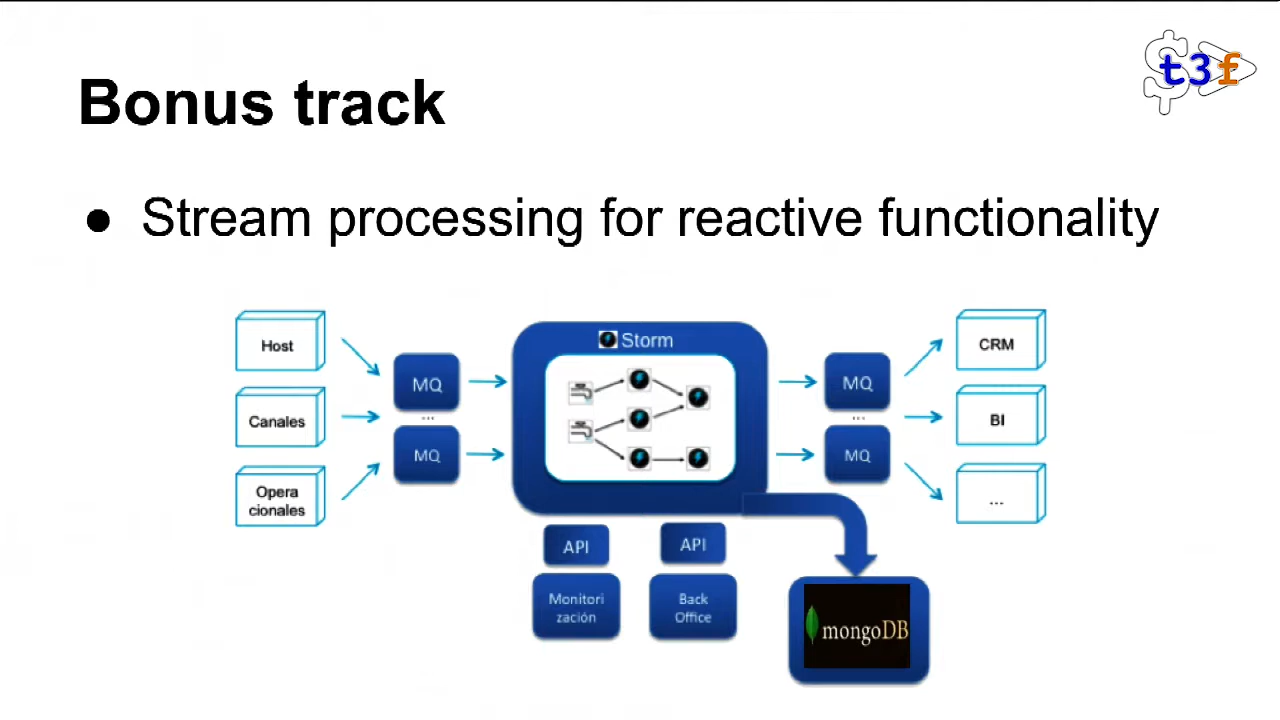 t3f
Bonus track
● Stream processing for reactive functionality
Host
Canales
Opera
cionales
MQ
...
MQ
Storm
MQ
...
MQ
CRM
BI
...
API
API
Monitori
zación
Back
Office
mongoDB